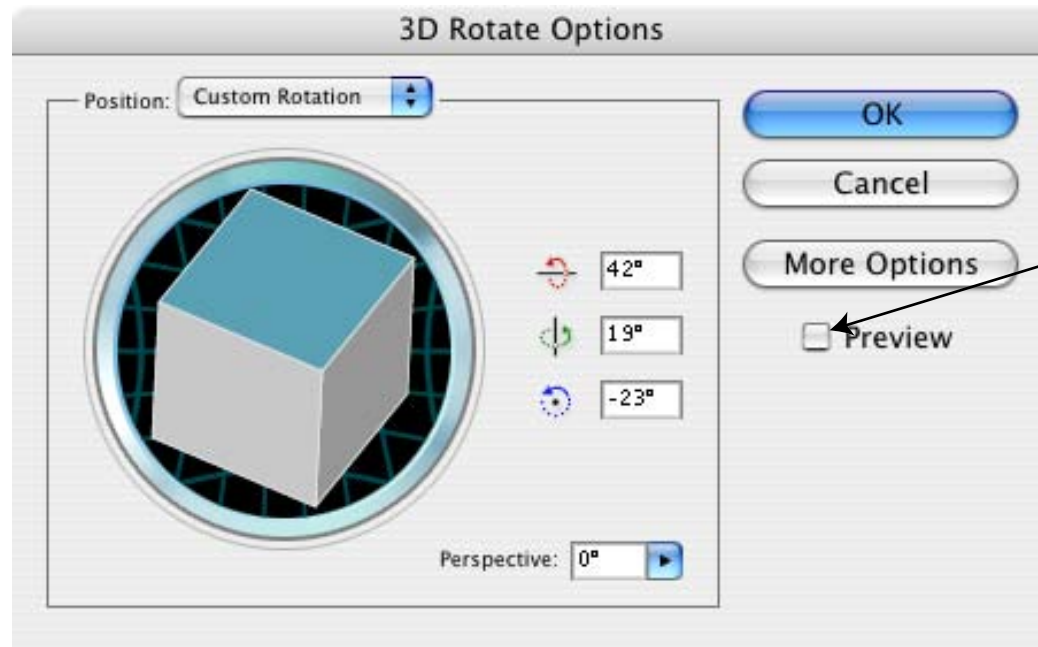 3D Rotate Options
Position: Custom Rotation
OK
Cancel
More Options
Preview
42°
19°
-23°
Perspective: 0°